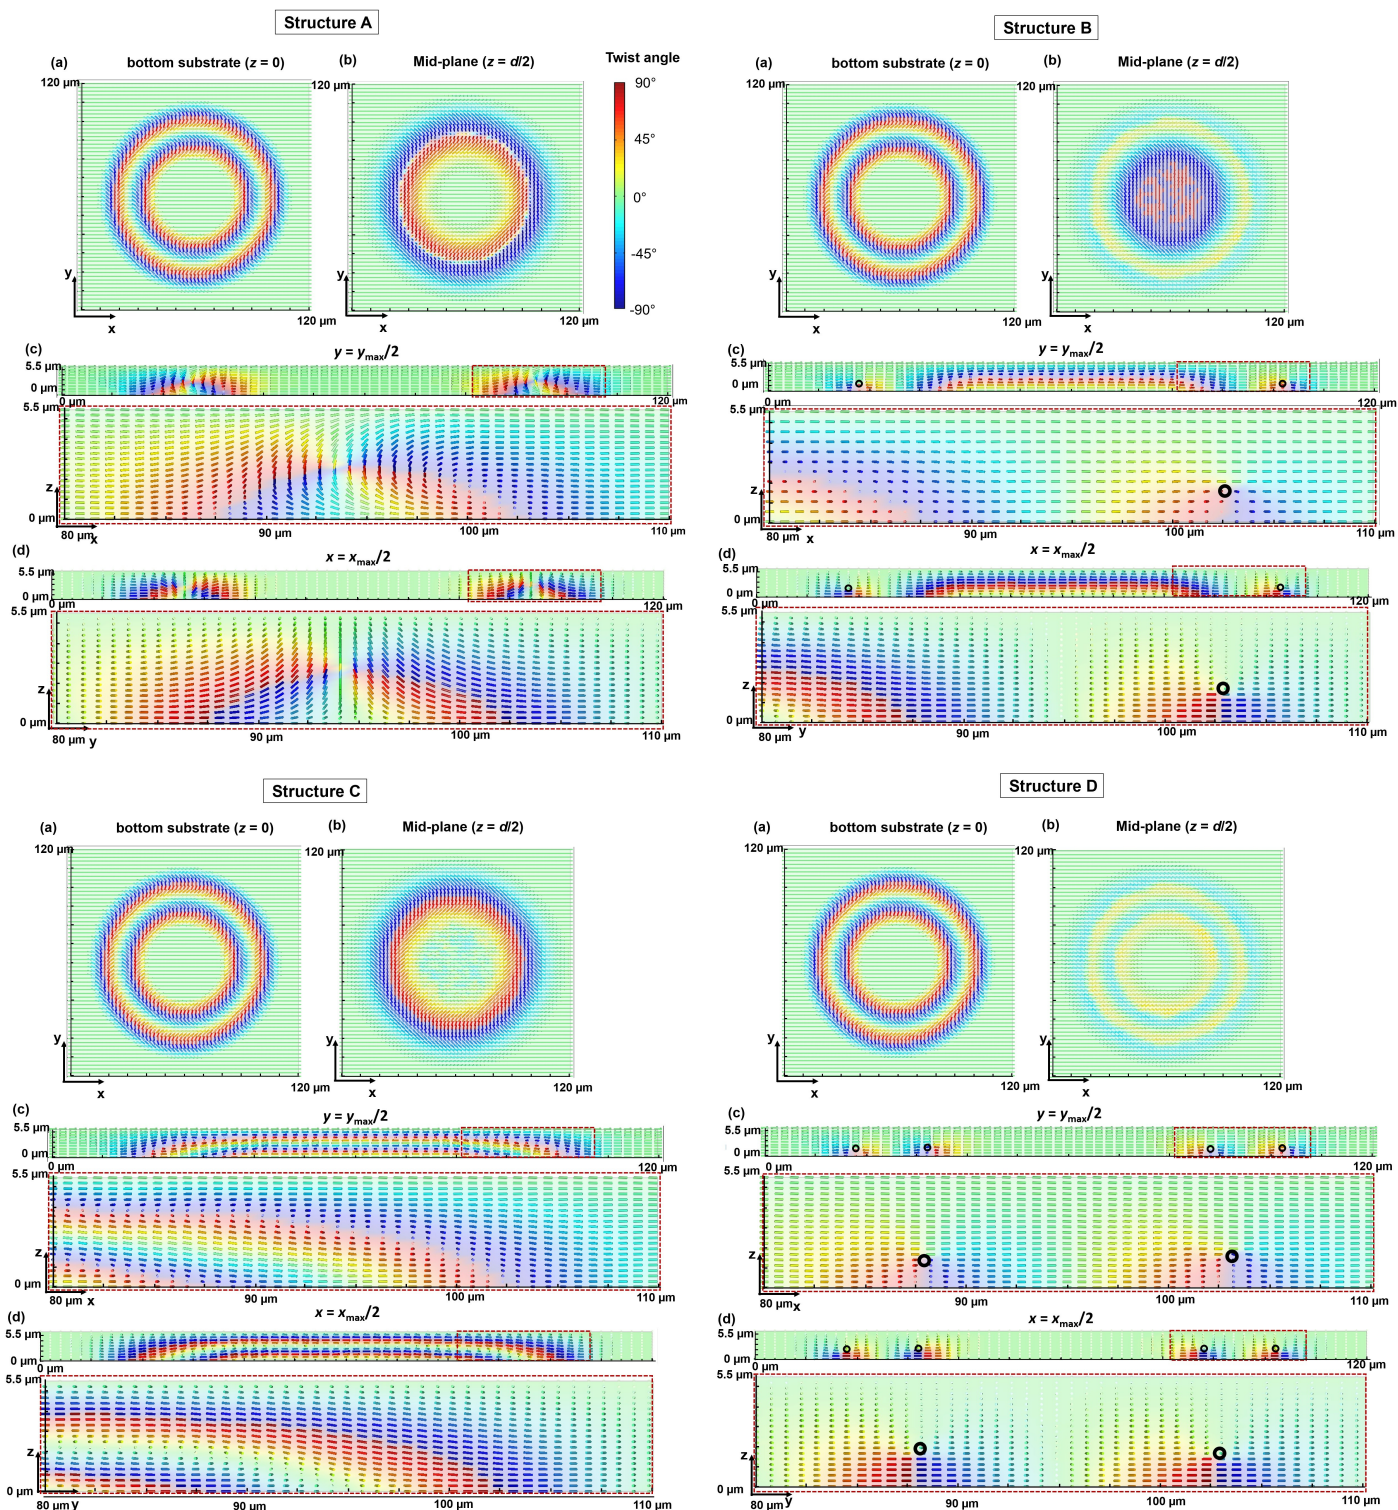 Structure A
(a)
bottom substrate (z = 0)
(b)
Mid-plane (z = d/2)
Twist angle
120 μm
120 μm
90°
45°
0°
-45°
-90°
y
x
120 μm
y
x
120 μm
(c)
y = ymax/2
5.5 μm
0 μm
0 μm
120 μm
5.5 μm
z
0 μm
80 μm
x
90 μm
100 μm
110 μm
(d)
x = xmax/2
5.5 μm
0 μm
0 μm
120 μm
5.5 μm
z
0 μm
80 μm
y
90 μm
100 μm
110 μm
Structure B
(a)
bottom substrate (z = 0)
(b)
Mid-plane (z = d/2)
120 μm
120 μm
y
x
120 μm
y
x
120 μm
(c)
y = ymax/2
5.5 μm
0 μm
0 μm
120 μm
5.5 μm
z
0 μm
80 μm
x
90 μm
100 μm
110 μm
(d)
x = xmax/2
5.5 μm
0 μm
0 μm
120 μm
5.5 μm
z
0 μm
80 μm
y
90 μm
100 μm
110 μm
Structure C
(a)
bottom substrate (z = 0)
(b)
Mid-plane (z = d/2)
120 μm
120 μm
y
x
120 μm
y
x
120 μm
(c)
y = ymax/2
5.5 μm
0 μm
0 μm
120 μm
5.5 μm
z
0 μm
80 μm
x
90 μm
100 μm
110 μm
(d)
x = xmax/2
5.5 μm
0 μm
0 μm
120 μm
5.5 μm
z
0 μm
80 μm
y
90 μm
100 μm
110 μm
Structure D
(a)
bottom substrate (z = 0)
(b)
Mid-plane (z = d/2)
120 μm
120 μm
y
x
120 μm
y
x
120 μm
(c)
y = ymax/2
5.5 μm
0 μm
0 μm
120 μm
5.5 μm
z
0 μm
80 μm
x
90 μm
100 μm
110 μm
(d)
x = xmax/2
5.5 μm
0 μm
0 μm
120 μm
5.5 μm
z
0 μm
80 μm
y
90 μm
100 μm
110 μm